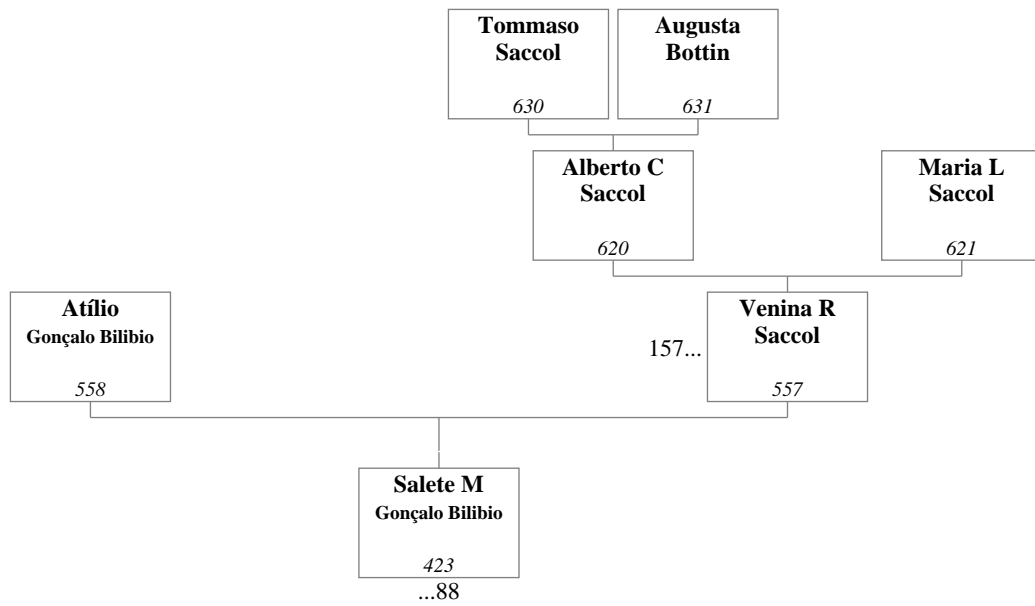 Tommaso
Saccol
630
Augusta
Bottin
631
Alberto C
Saccol
620
Maria L
Saccol
621
Atílio
Gonçalo Bilibio
558
157...
Venina R
Saccol
557
Salete M
Gonçalo Bilibio
423
...88